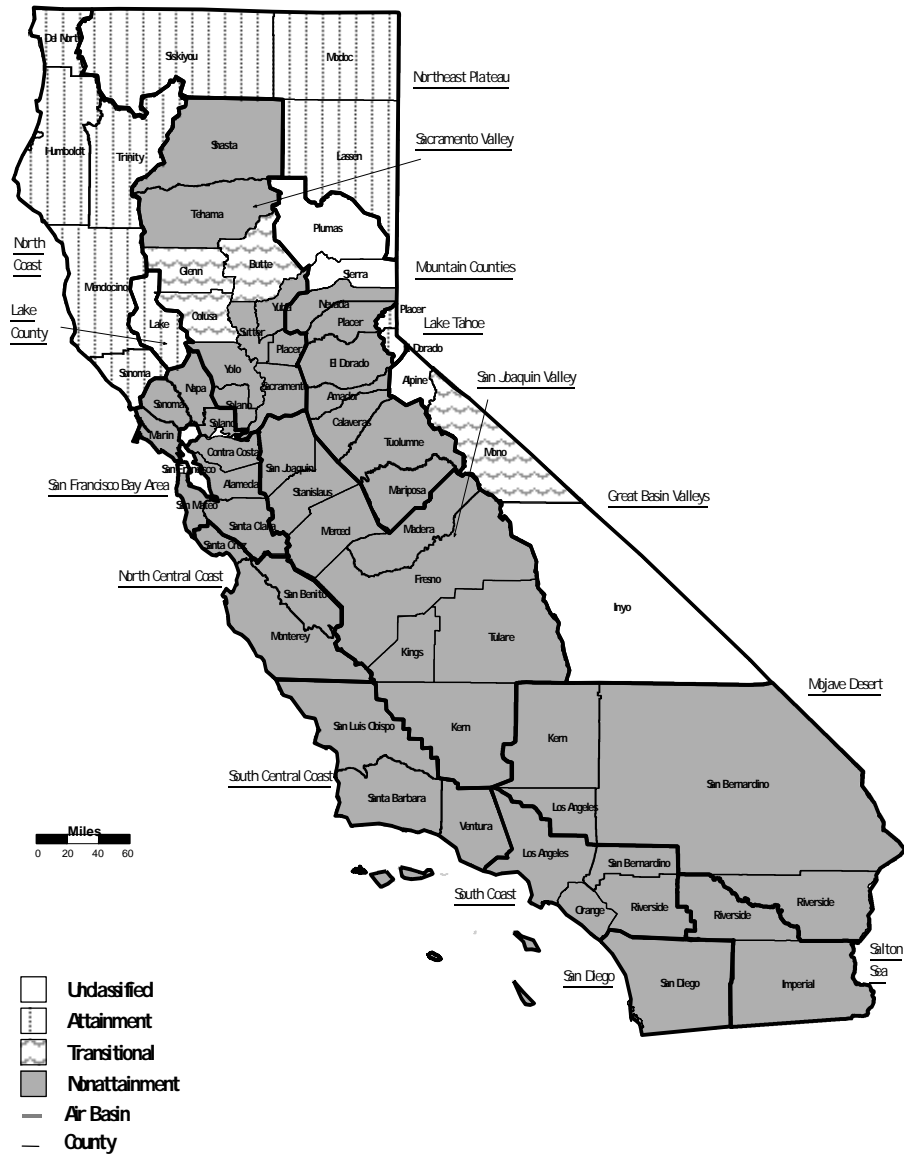 Del Nort
Siskiyou
Modoc
Northeast Plateau
Sacramento Valley
Shasta
Humboldt
Trinity
Lassen
Tehama
Plumas
North
Coast
Butte
Glenn
Sierra
Mountain Counties
Mendocino
Lake
County
Lake
Colusa
Yuba
Sutter
Nevada
Placer
Placer
Lake Tahoe
Placer
El Dorado
Dorado
Sonoma
Napa
Yolo
Sacrament
Alpine
San Joaquin Valley
Sonoma
Solano
Solano
Amador
Calaveras
Marin
Tuolumne
Mono
Contra Costa
San Francisco
San Joaquin
San Francisco Bay Area
Alameda
Stanislaus
Mariposa
Great Basin Valleys
San Mateo
Santa Clara
Merced
Madera
Santa Cruz
North Central Coast
Fresno
San Benito
Inyo
Monterey
Kings
Tulare
Mojave Desert
San Luis Obispo
Kern
Kern
South Central Coast
San Bernardino
Santa Barbara
Los Angeles
Ventura
Miles
0 20 40 60
Los Angeles
San Bernardino
South Coast
Orange
Riverside
Riverside
Riverside
Salton
Sea
San Diego
San Diego
Imperial
Unclassified
Attainment
Transitional
Nonattainment
Air Basin
County